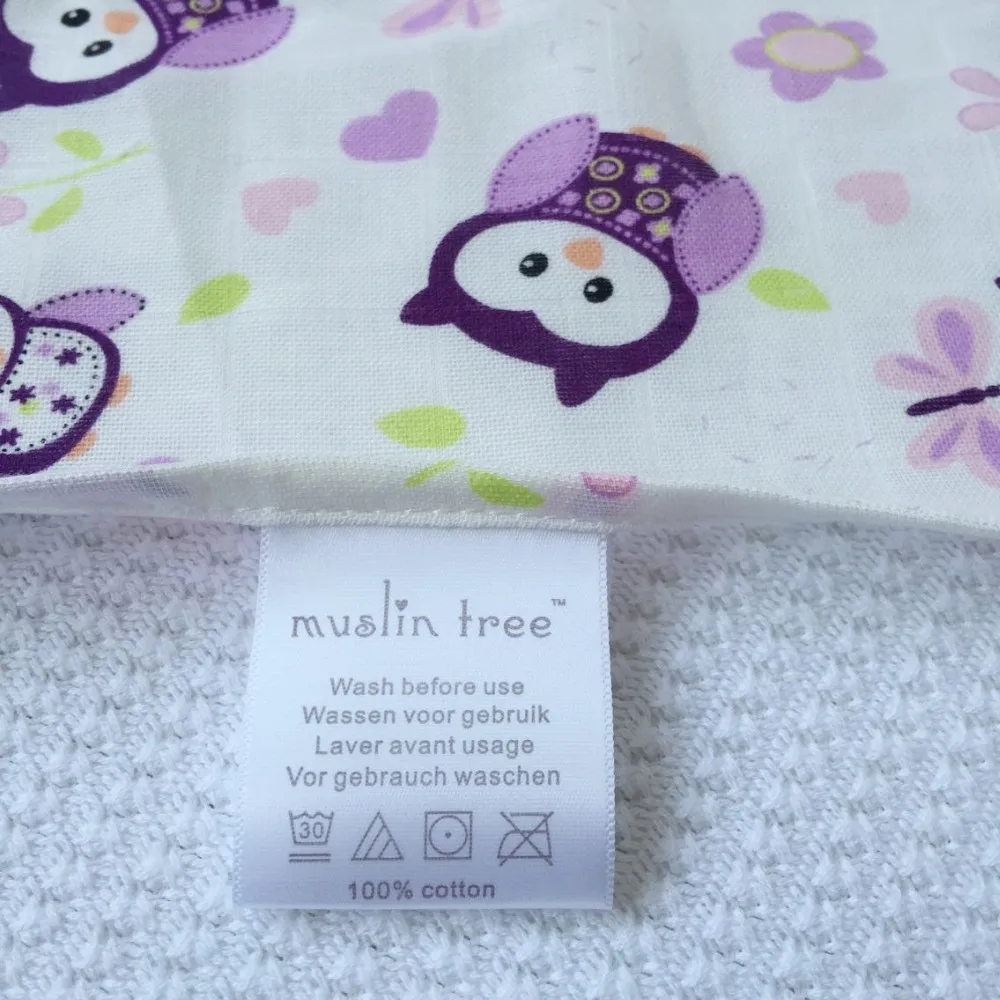 muslin tree™
Wash before use
Wassen voor gebruik
Laver avant usage
Vor gebrauch waschen
30
100% cotton